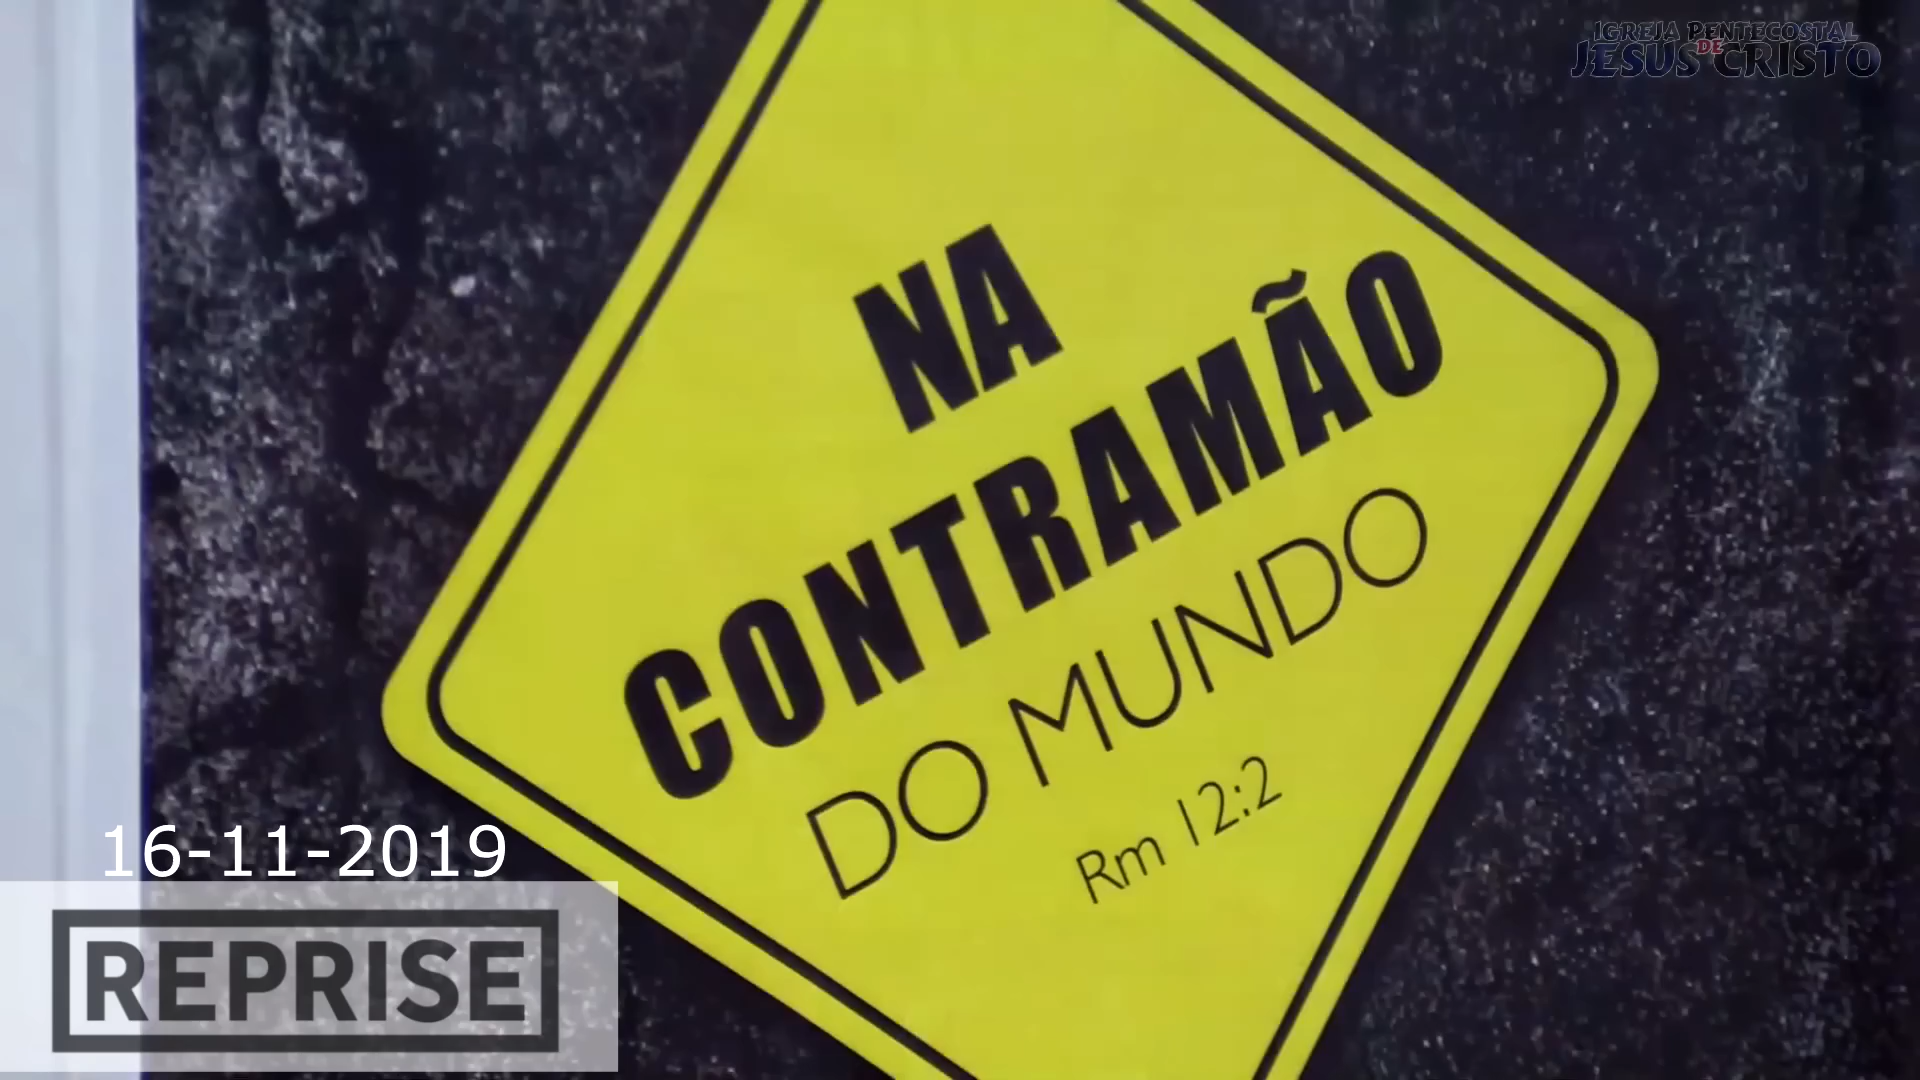 IGREJA PENTECOSTAL
DE
JESUS CRISTO
NA
CONTRAMÃO
DO MUNDO
Rm 12:2
16-11-2019
REPRISE